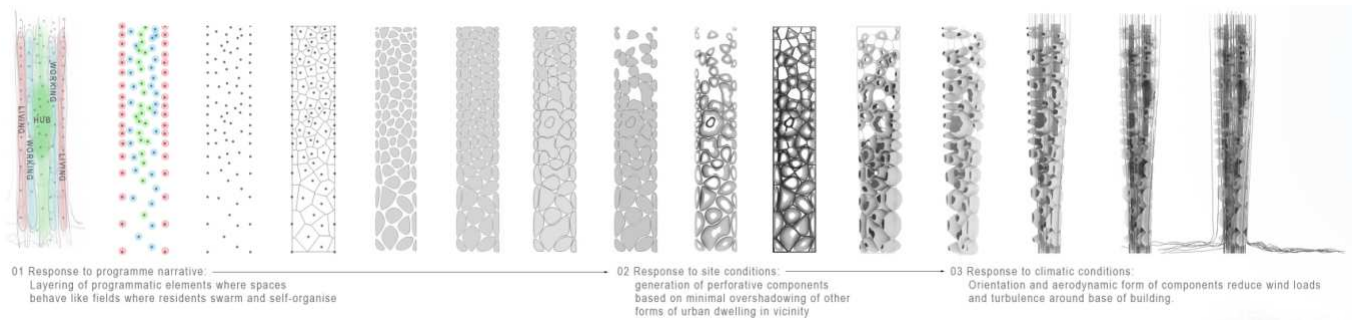 LIVING
WORKING
HUB
WORKING
LIVING
01 Response to programme narrative:
Layering of programmatic elements where spaces
behave like fields where residents swarm and self-organise
02 Response to site conditions:
generation of perforative components
based on minimal overshadowing of other
forms of urban dwelling in vicinity
03 Response to climatic conditions:
Orientation and aerodynamic form of components reduce wind loads
and turbulence around base of building.